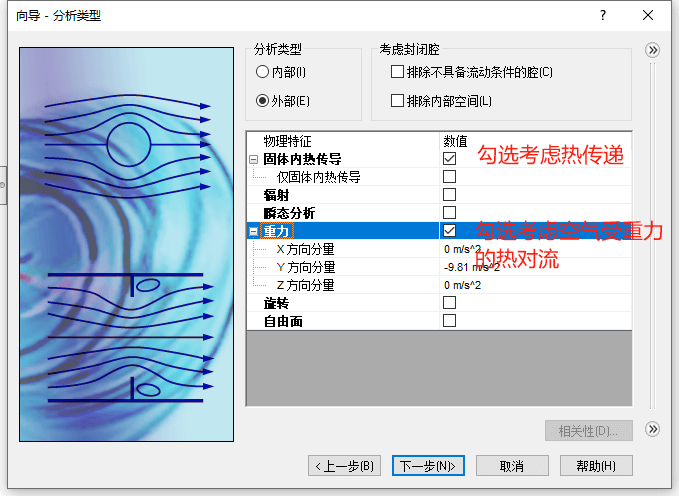 向导 - 分析类型
?
分析类型
内部(I)
外部(E)
考虑封闭腔
排除不具备流动条件的腔(C)
排除内部空间(L)
物理特征 数值
固体内热传导 勾选考虑热传递
仅固体内热传导
辐射
瞬态分析
重力 勾选考虑空气受重力
X 方向分量 0 m/s^2 的热对流
Y 方向分量 -9.81 m/s^2
Z 方向分量 0 m/s^2
旋转
自由面
相关性(D)...
< 上一步(B) 下一步(N)> 取消 帮助(H)